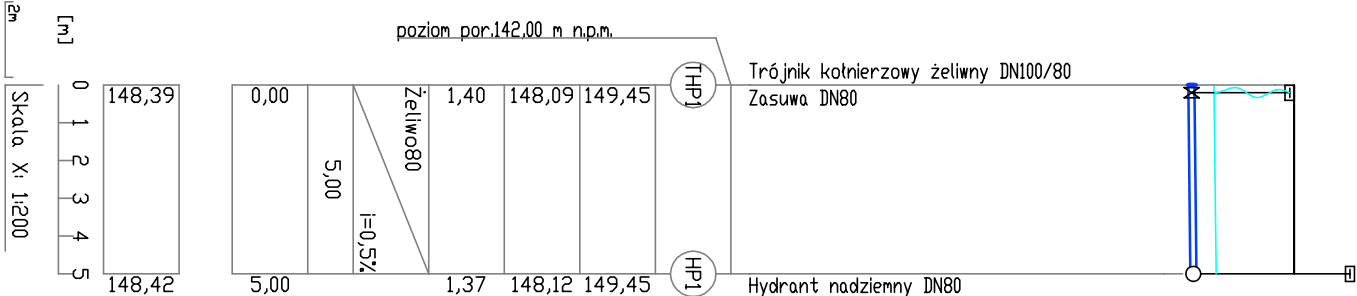 2m
[m]
poziom por.142,00 m n.p.m.
Trójnik kołnierzowy żeliwny DN100/80
Zasuwa DN80
THP1
149,45
148,09
1,40
Żeliwo80
0,00
148,39
0
1
2
3
4
5
Skala X: 1:200
5,00
i=0,5%
148,42
5,00
1,37
148,12
149,45
HP1
Hydrant nadziemny DN80